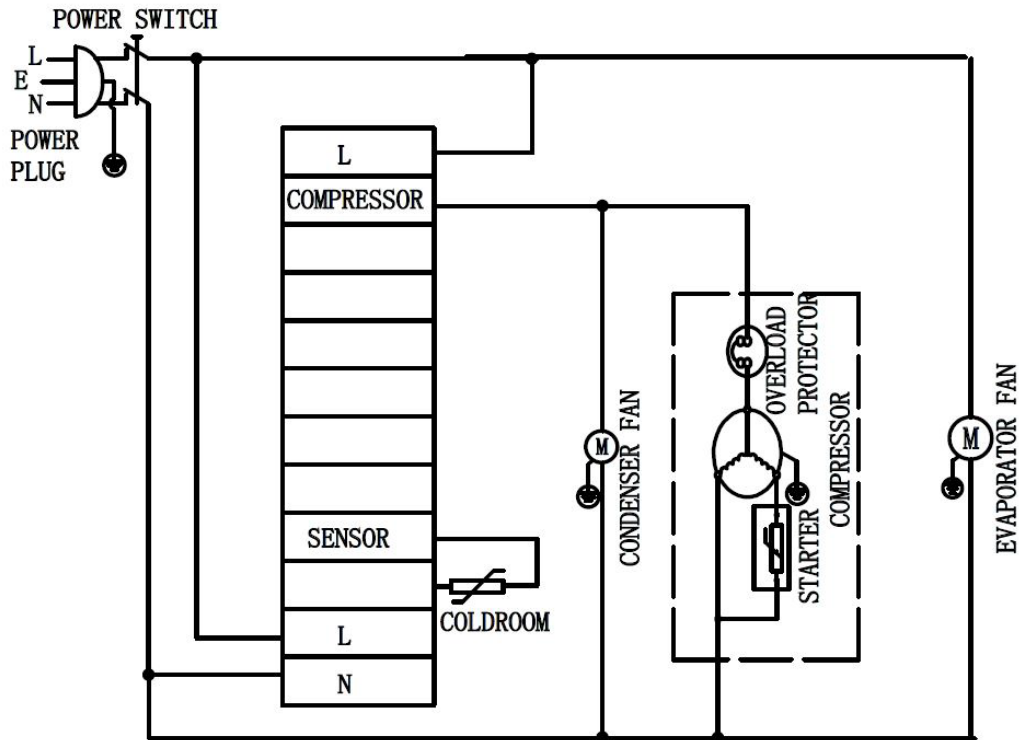 POWER SWITCH
L
E
N
POWER
PLUG
L
COMPRESSOR
SENSOR
L
N
COLDROOM
M
CONDENSER FAN
OVERLOAD
PROTECTOR
COMPRESSOR
STARTER
M
EVAPORATOR FAN